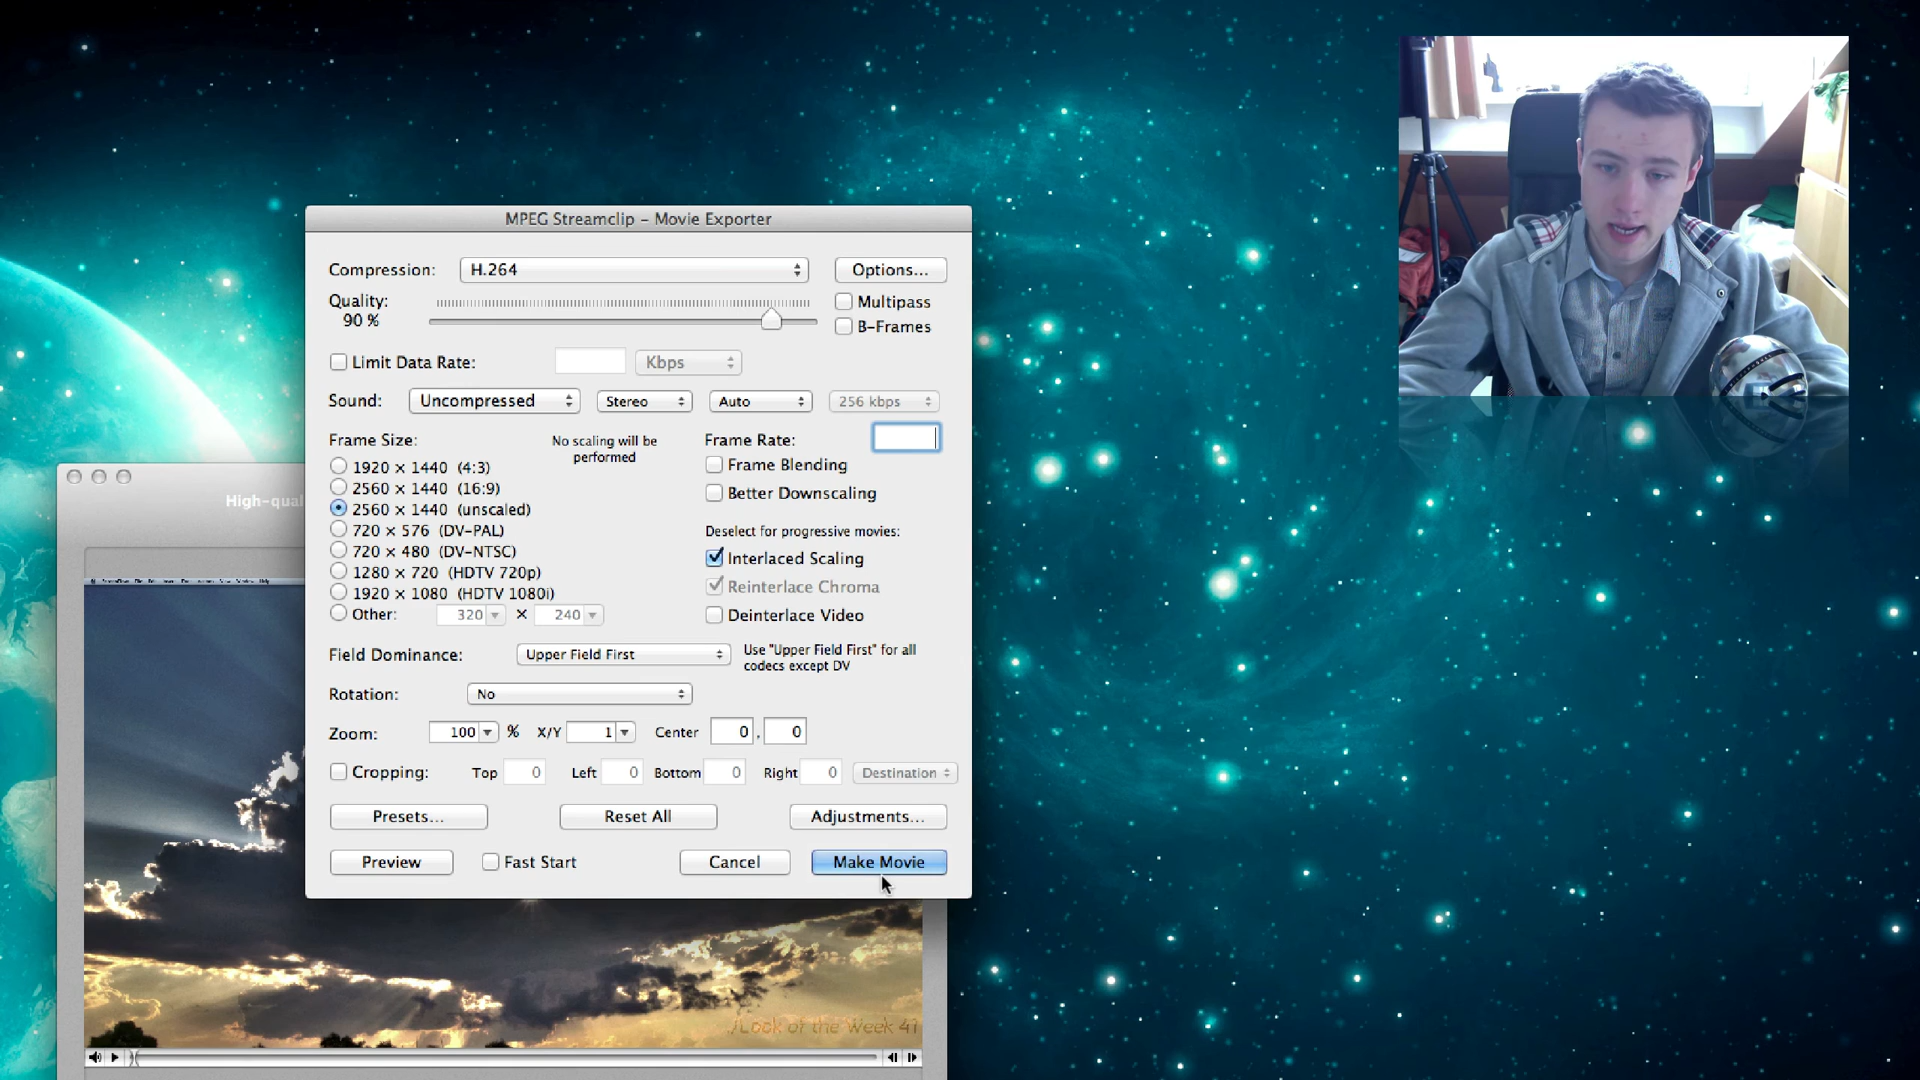 MPEG Streamclip – Movie Exporter
Compression: H.264 Options...
Quality: Multipass
90 % B-Frames
Limit Data Rate: Kbps
Sound: Uncompressed Stereo Auto 256 kbps
Frame Size: No scaling will be performed Frame Rate:
1920 × 1440 (4:3) Frame Blending
2560 × 1440 (16:9) Better Downscaling
2560 × 1440 (unscaled)
720 × 576 (DV-PAL) Deselect for progressive movies:
720 × 480 (DV-NTSC) Interlaced Scaling
1280 × 720 (HDTV 720p) Reinterlace Chroma
1920 × 1080 (HDTV 1080i)
Other: 320 × 240 Deinterlace Video
Field Dominance: Upper Field First Use "Upper Field First" for all codecs except DV
Rotation: No
Zoom: 100 % X/Y 1 Center 0 , 0
Cropping: Top 0 Left 0 Bottom 0 Right 0 Destination
Presets... Reset All Adjustments...
Preview Fast Start Cancel Make Movie
High-qual
Look of the Week 41